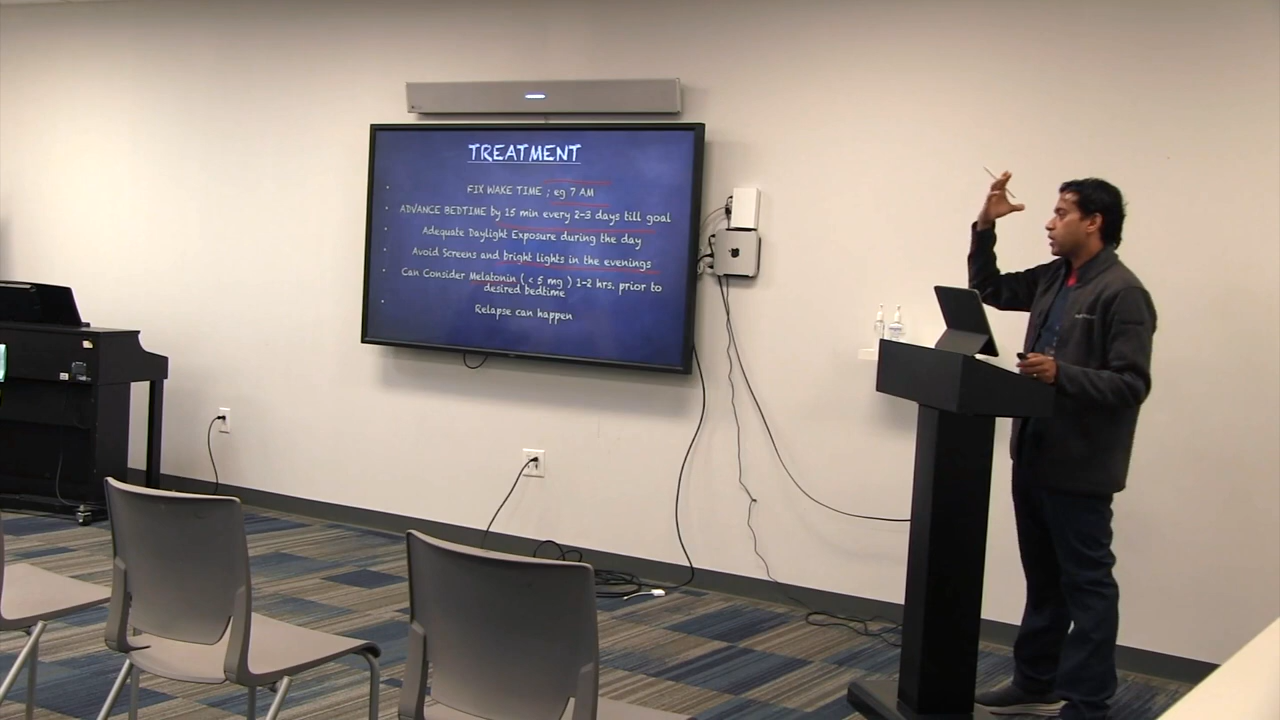 TREATMENT
FIX WAKE TIME ; eg 7 AM
ADVANCE BEDTIME by 15 min every 2-3 days till goal
Adequate Daylight Exposure during the day
Avoid Screens and bright lights in the evenings
Can Consider Melatonin ( < 5 mg ) 1-2 hrs. prior to
desired bedtime
Relapse can happen